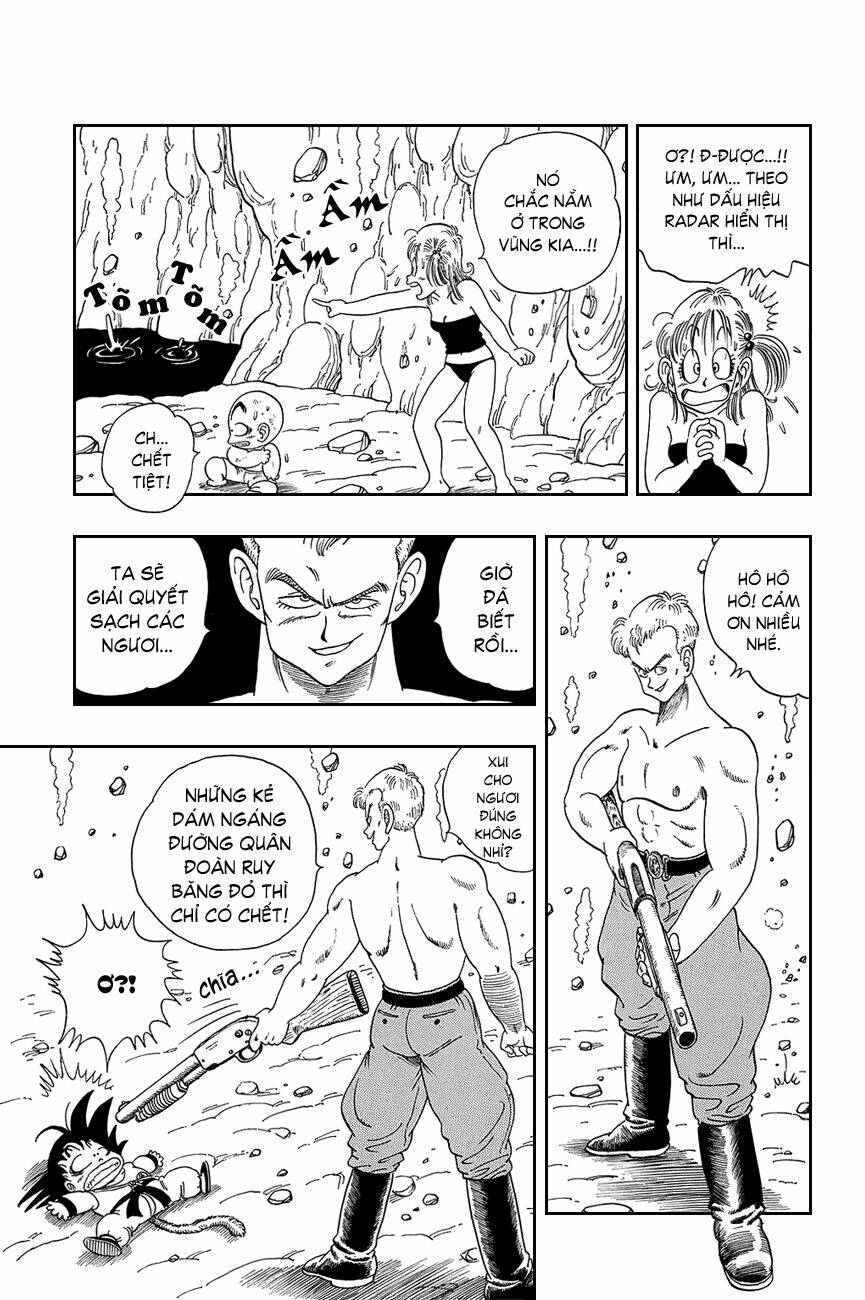 Ơ?! Đ-ĐƯỢC...!!
ƯM, ƯM... THEO
NHƯ DẤU HIỆU
RADAR HIỂN THỊ
THÌ...
NÓ
CHẮC NẰM
Ở TRONG
VŨNG KIA...!!
Ầm
Ầm
Tõm
Tõm
CH...
CHẾT
TIỆT!
HÔ HÔ
HÔ! CẢM
ƠN NHIỀU
NHÉ.
GIỜ
ĐÃ
BIẾT
RỒI...
TA SẼ
GIẢI QUYẾT
SẠCH CÁC
NGƯƠI...
XUI
CHO
NGƯƠI
ĐÚNG
KHÔNG
NHỈ?
NHỮNG KẺ
DÁM NGÁNG
ĐƯỜNG QUÂN
ĐOÀN RUY
BĂNG ĐỎ THÌ
CHỈ CÓ CHẾT!
chĩa...
Ơ?!